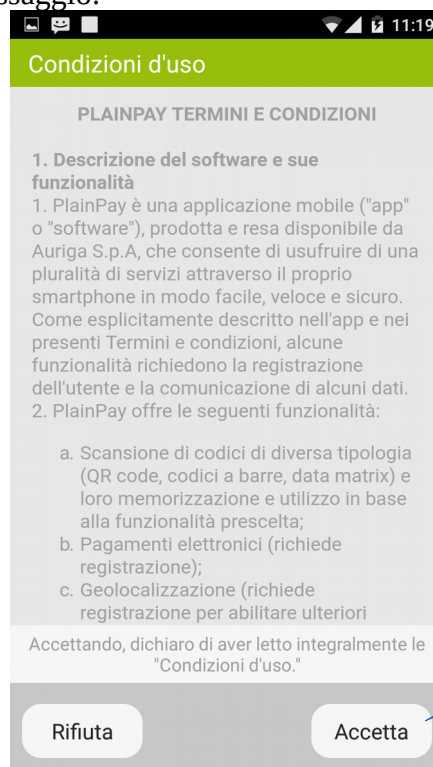 11:19
Condizioni d'uso
PLAINPAY TERMINI E CONDIZIONI
1. Descrizione del software e sue
funzionalità
1. PlainPay è una applicazione mobile ("app"
o "software"), prodotta e resa disponibile da
Auriga S.p.A, che consente di usufruire di una
pluralità di servizi attraverso il proprio
smartphone in modo facile, veloce e sicuro.
Come esplicitamente descritto nell'app e nei
presenti Termini e condizioni, alcune
funzionalità richiedono la registrazione
dell'utente e la comunicazione di alcuni dati.
2. PlainPay offre le seguenti funzionalità:
a. Scansione di codici di diversa tipologia
(QR code, codici a barre, data matrix) e
loro memorizzazione e utilizzo in base
alla funzionalità prescelta;
b. Pagamenti elettronici (richiede
registrazione);
c. Geolocalizzazione (richiede
registrazione per abilitare ulteriori
Accettando, dichiaro di aver letto integralmente le
"Condizioni d'uso."
Rifiuta
Accetta